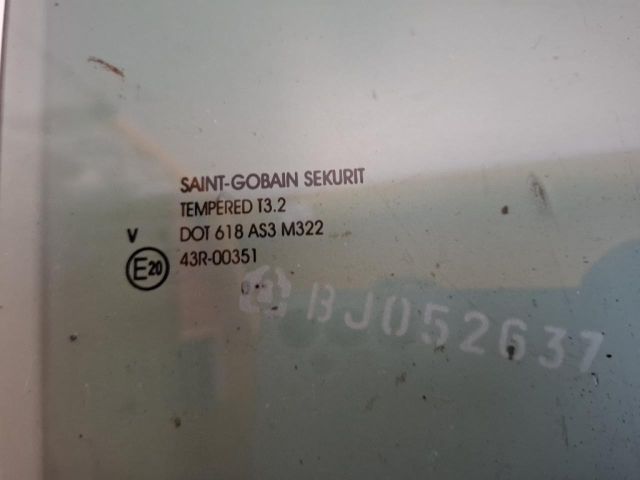 SAINT-GOBAIN SEKURIT
TEMPERED T3.2
V DOT 618 AS3 M322
E20 43R-00351
BJ052637